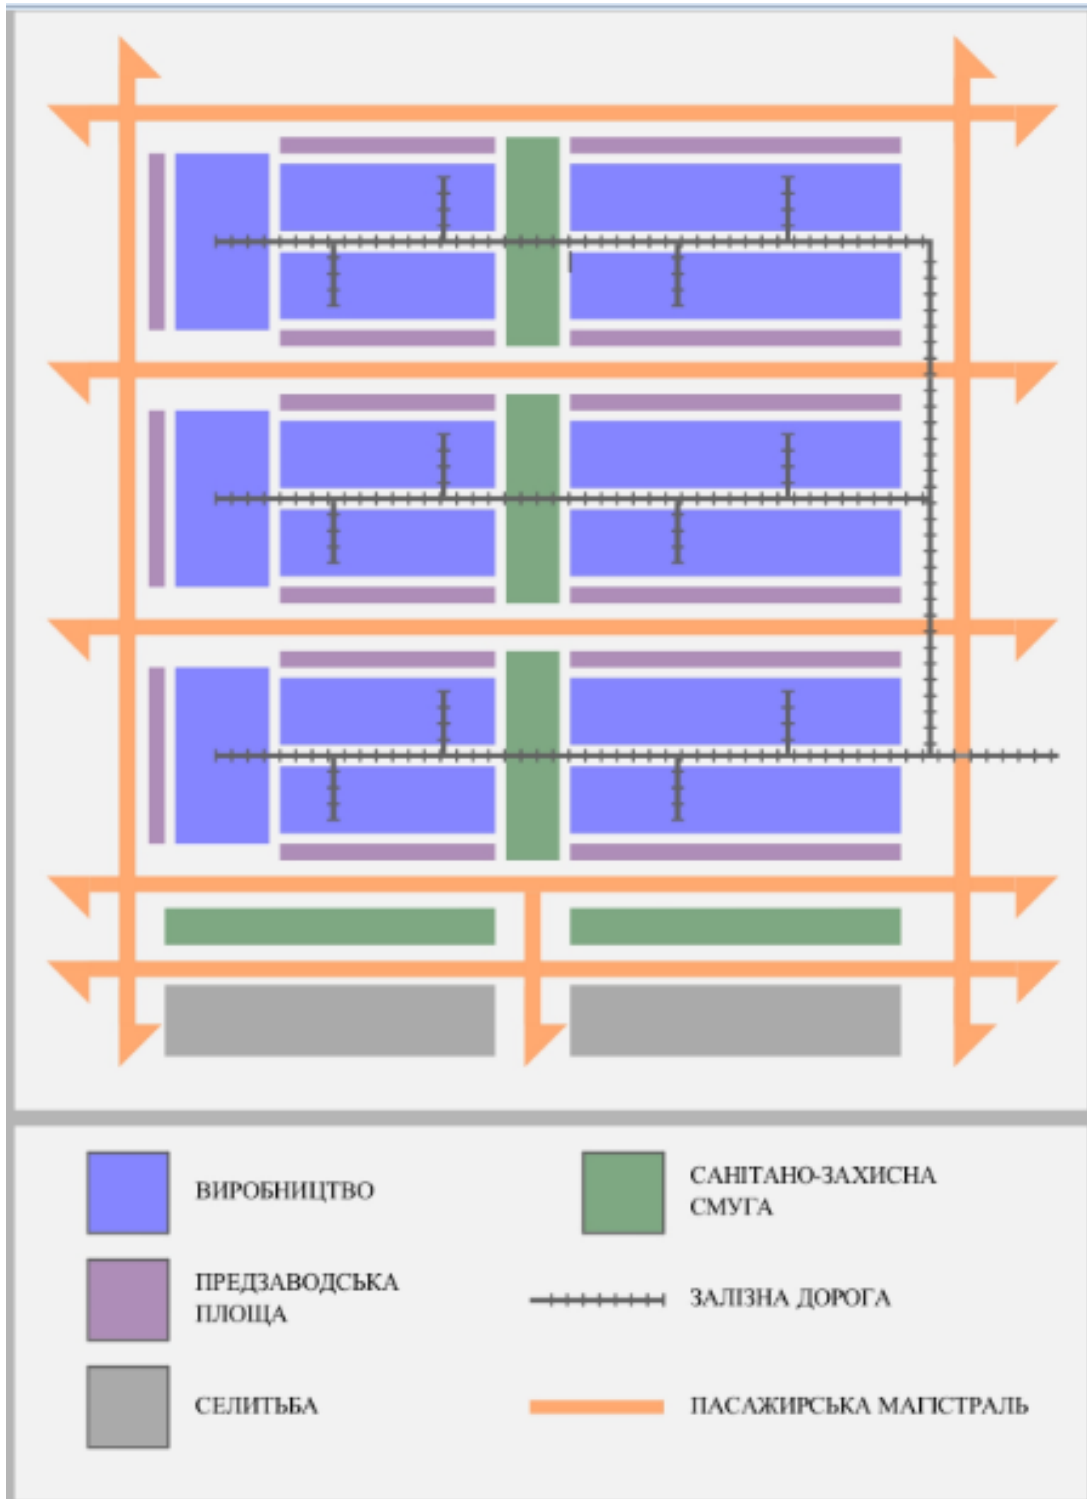 ВИРОБНИЦТВО
САНІТАНО-ЗАХИСНА
СМУГА
ПРЕДЗАВОДСЬКА
ПЛОЩА
ЗАЛІЗНА ДОРОГА
СЕЛИТЬБА
ПАСАЖИРСЬКА МАГІСТРАЛЬ